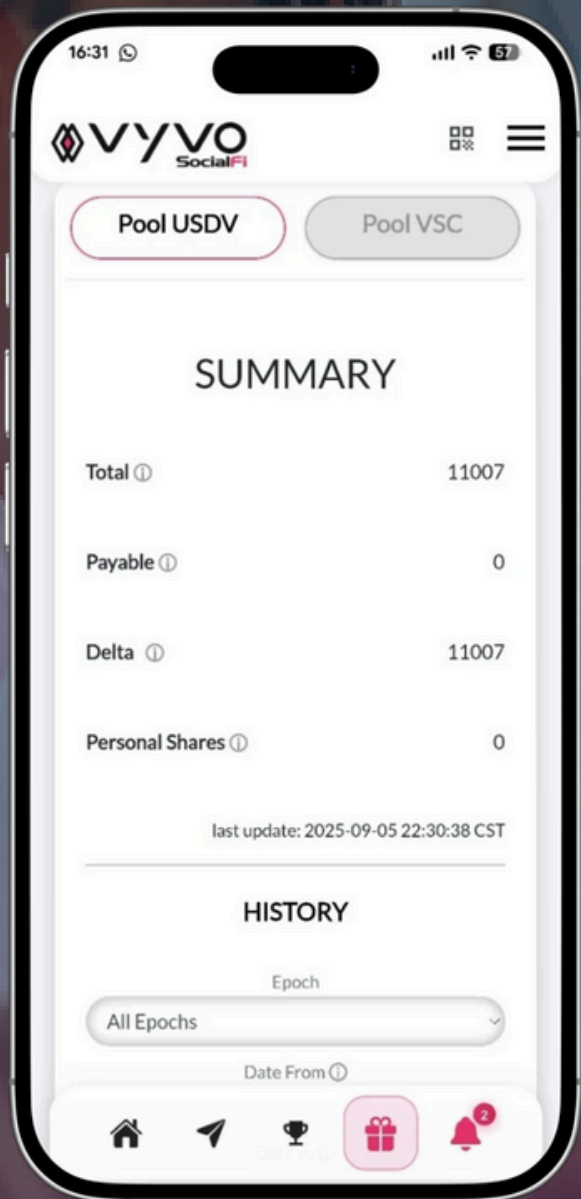 16:31
57
VYVO
SocialFi
Pool USDV
Pool VSC
SUMMARY
Total
11007
Payable
0
Delta
11007
Personal Shares
0
last update: 2025-09-05 22:30:38 CST
HISTORY
Epoch
All Epochs
Date From
2